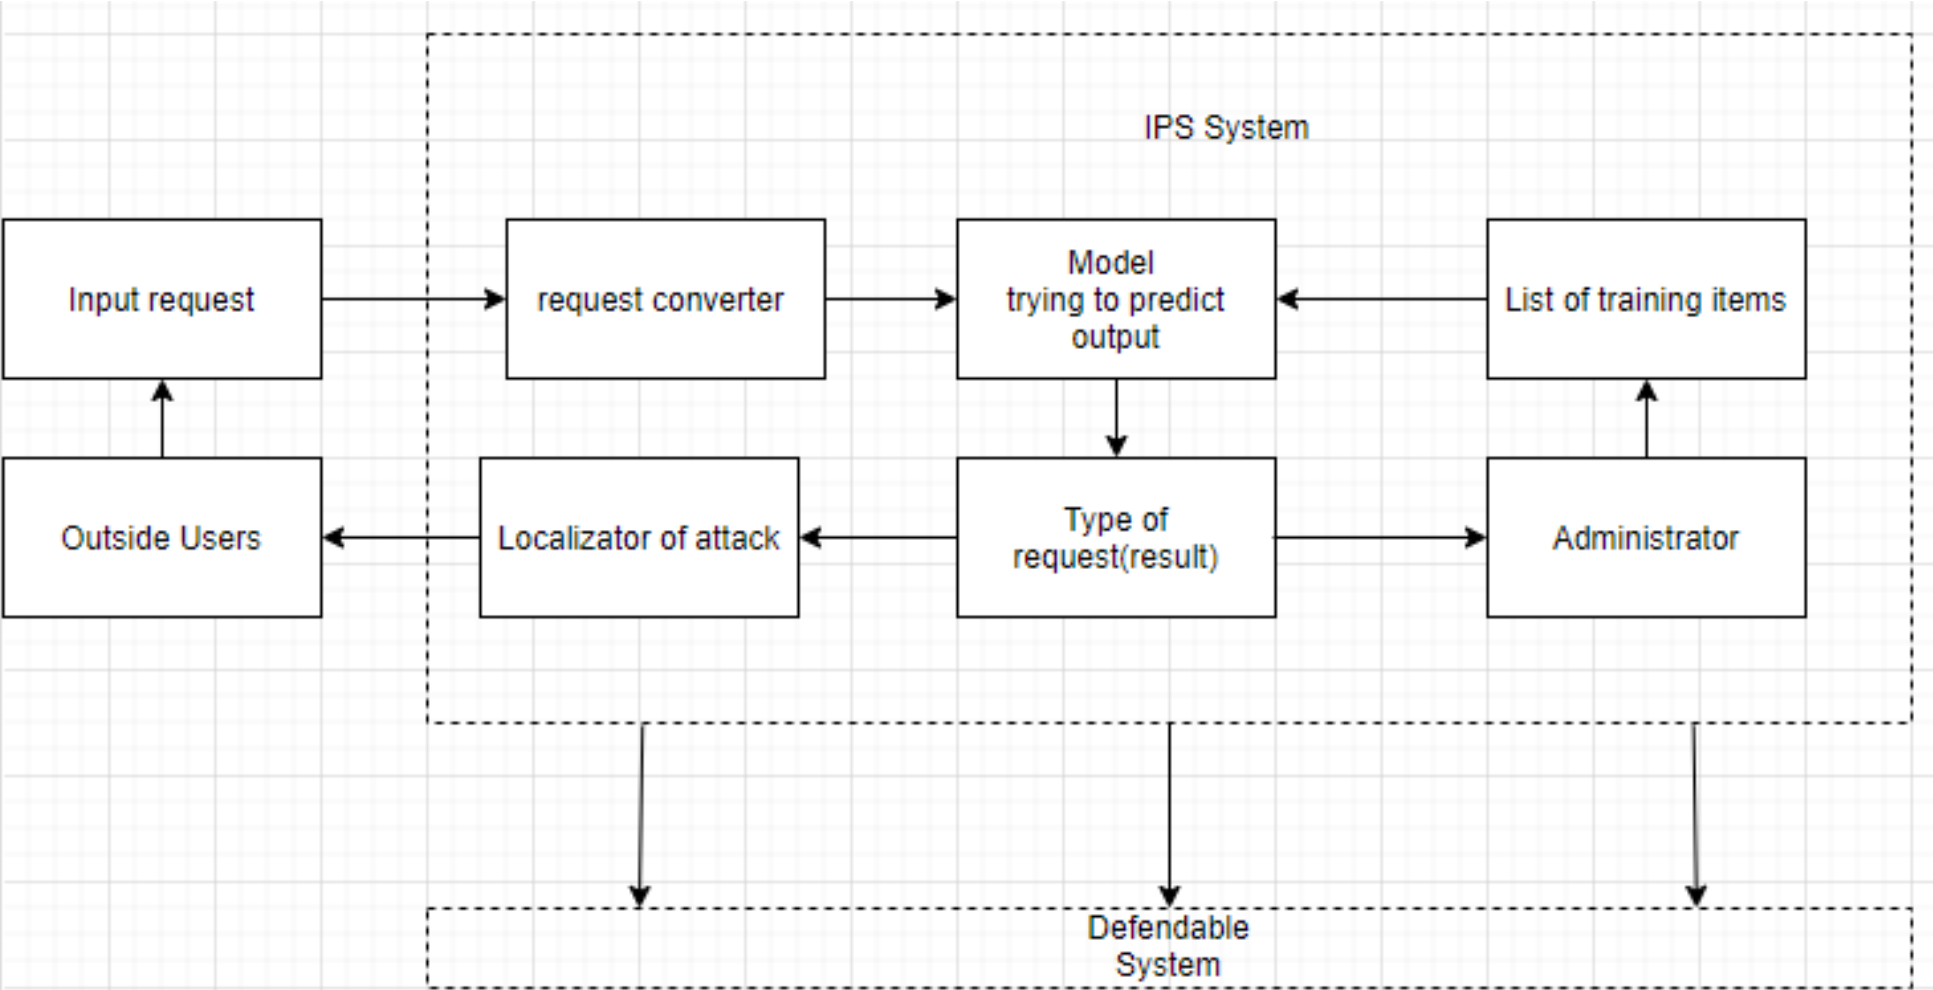 IPS System
Input request
request converter
Model
trying to predict
output
List of training items
Outside Users
Localizator of attack
Type of
request(result)
Administrator
Defendable
System